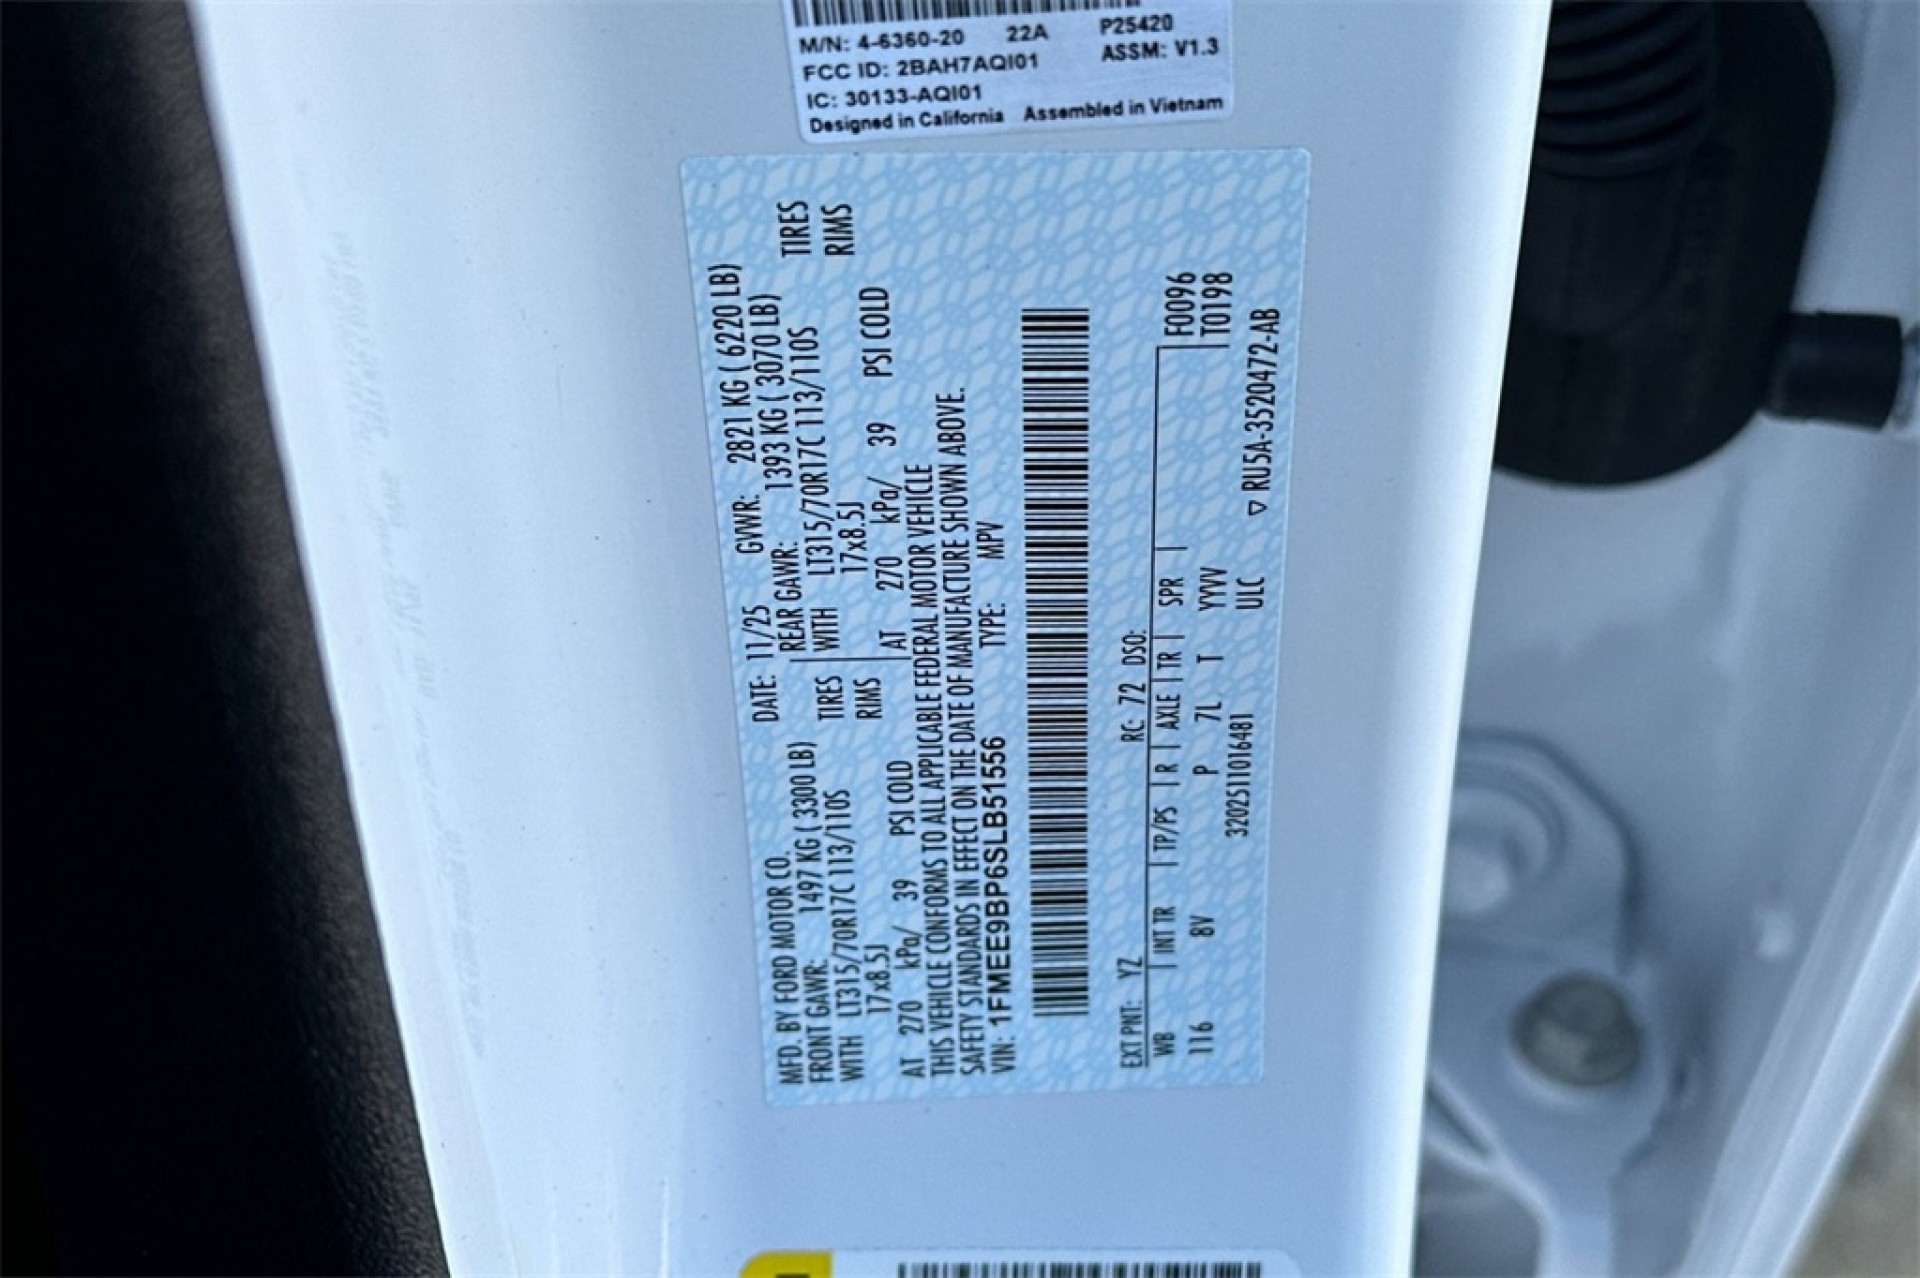 M/N: 4-6360-20 22A P25420
FCC ID: 2BAH7AQI01 ASSM: V1.3
IC: 30133-AQI01
Designed in California Assembled in Vietnam
MFD. BY FORD MOTOR CO. DATE: 11/25 GVWR: 2821 KG ( 6220 LB)
FRONT GAWR: 1497 KG ( 3300 LB) REAR GAWR: 1393 KG ( 3070 LB)
WITH LT315/70R17C 113/110S TIRES WITH LT315/70R17C 113/110S TIRES
17x8.5J RIMS 17x8.5J RIMS
AT 270 kPa/ 39 PSI COLD AT 270 kPa/ 39 PSI COLD
THIS VEHICLE CONFORMS TO ALL APPLICABLE FEDERAL MOTOR VEHICLE
SAFETY STANDARDS IN EFFECT ON THE DATE OF MANUFACTURE SHOWN ABOVE.
VIN: 1FMEE9BP6SLB51556 TYPE: MPV
EXT PNT: YZ RC: 72 DSO:
WB INT TR TP/PS R AXLE TR SPR F0096
116 8V P 7L T YYVV T0198
3202511016481 ULC
▽ RU5A-3520472-AB